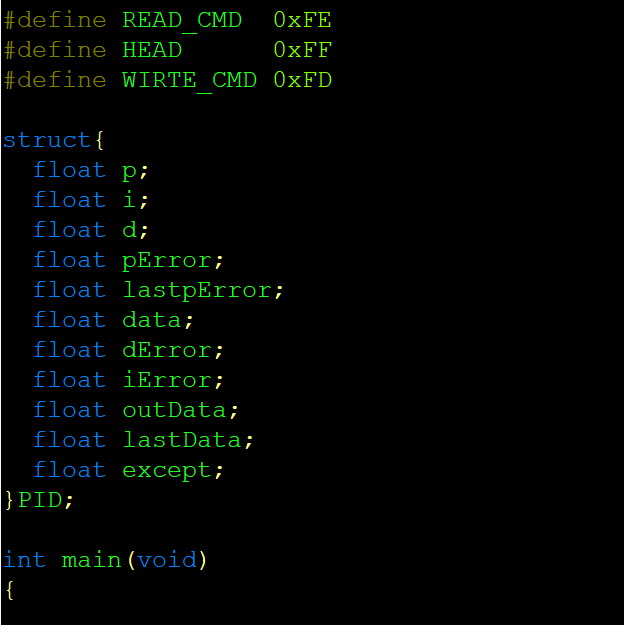 #define READ_CMD  0xFE
#define HEAD      0xFF
#define WIRTE_CMD 0xFD
struct{
  float p;
  float i;
  float d;
  float pError;
  float lastpError;
  float data;
  float dError;
  float iError;
  float outData;
  float lastData;
  float except;
}PID;
int main(void)
{